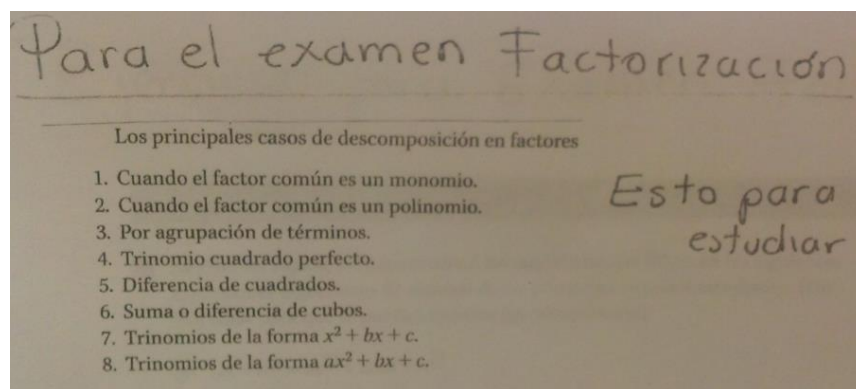 Para el examen Factorización
Los principales casos de descomposición en factores
1. Cuando el factor común es un monomio.
2. Cuando el factor común es un polinomio.
3. Por agrupación de términos.
4. Trinomio cuadrado perfecto.
5. Diferencia de cuadrados.
6. Suma o diferencia de cubos.
7. Trinomios de la forma x² + bx + c.
8. Trinomios de la forma ax² + bx + c.
Esto para
estudiar